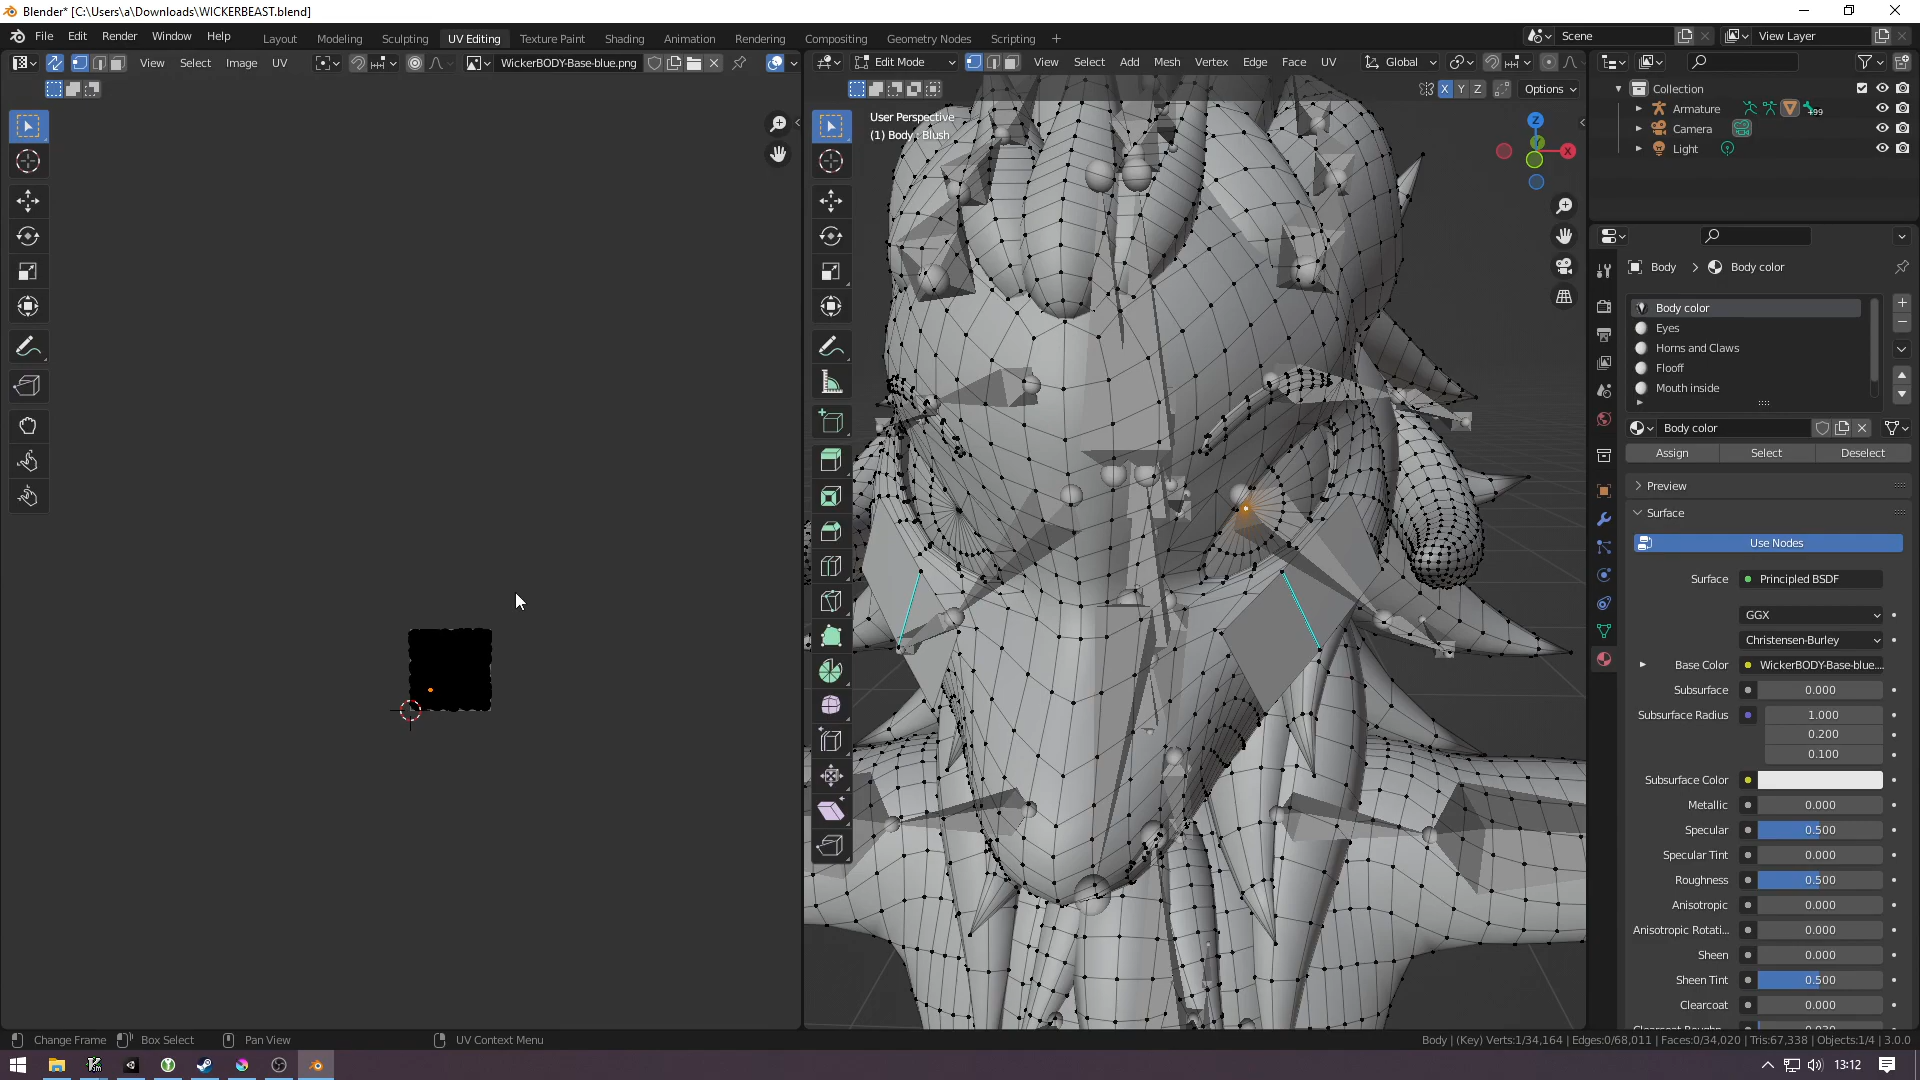 Blender* [C:\Users\a\Downloads\WICKERBEAST.blend]
File Edit Render Window Help
Layout Modeling Sculpting UV Editing Texture Paint Shading Animation Rendering Compositing Geometry Nodes Scripting +
Scene
View Layer
View Select Image UV
WickerBODY-Base-blue.png
Edit Mode
View Select Add Mesh Vertex Edge Face UV
Global
X Y Z
Options
User Perspective
(1) Body : Blush
Z
Y
X
Collection
Armature
+99
Camera
Light
Body > Body color
Body color
Eyes
Horns and Claws
Flooff
Mouth inside
Body color
Assign Select Deselect
Preview
Surface
Use Nodes
Surface Principled BSDF
GGX
Christensen-Burley
Base Color WickerBODY-Base-blue....
Subsurface 0.000
Subsurface Radius 1.000
0.200
0.100
Subsurface Color
Metallic 0.000
Specular 0.500
Specular Tint 0.000
Roughness 0.500
Anisotropic 0.000
Anisotropic Rotati... 0.000
Sheen 0.000
Sheen Tint 0.500
Clearcoat 0.000
Clearcoat Roughn... 0.030
Change Frame Box Select Pan View UV Context Menu
Body | (Key) Verts:1/34,164 | Edges:0/68,011 | Faces:0/34,020 | Tris:67,338 | Objects:1/4 | 3.0.0
13:12